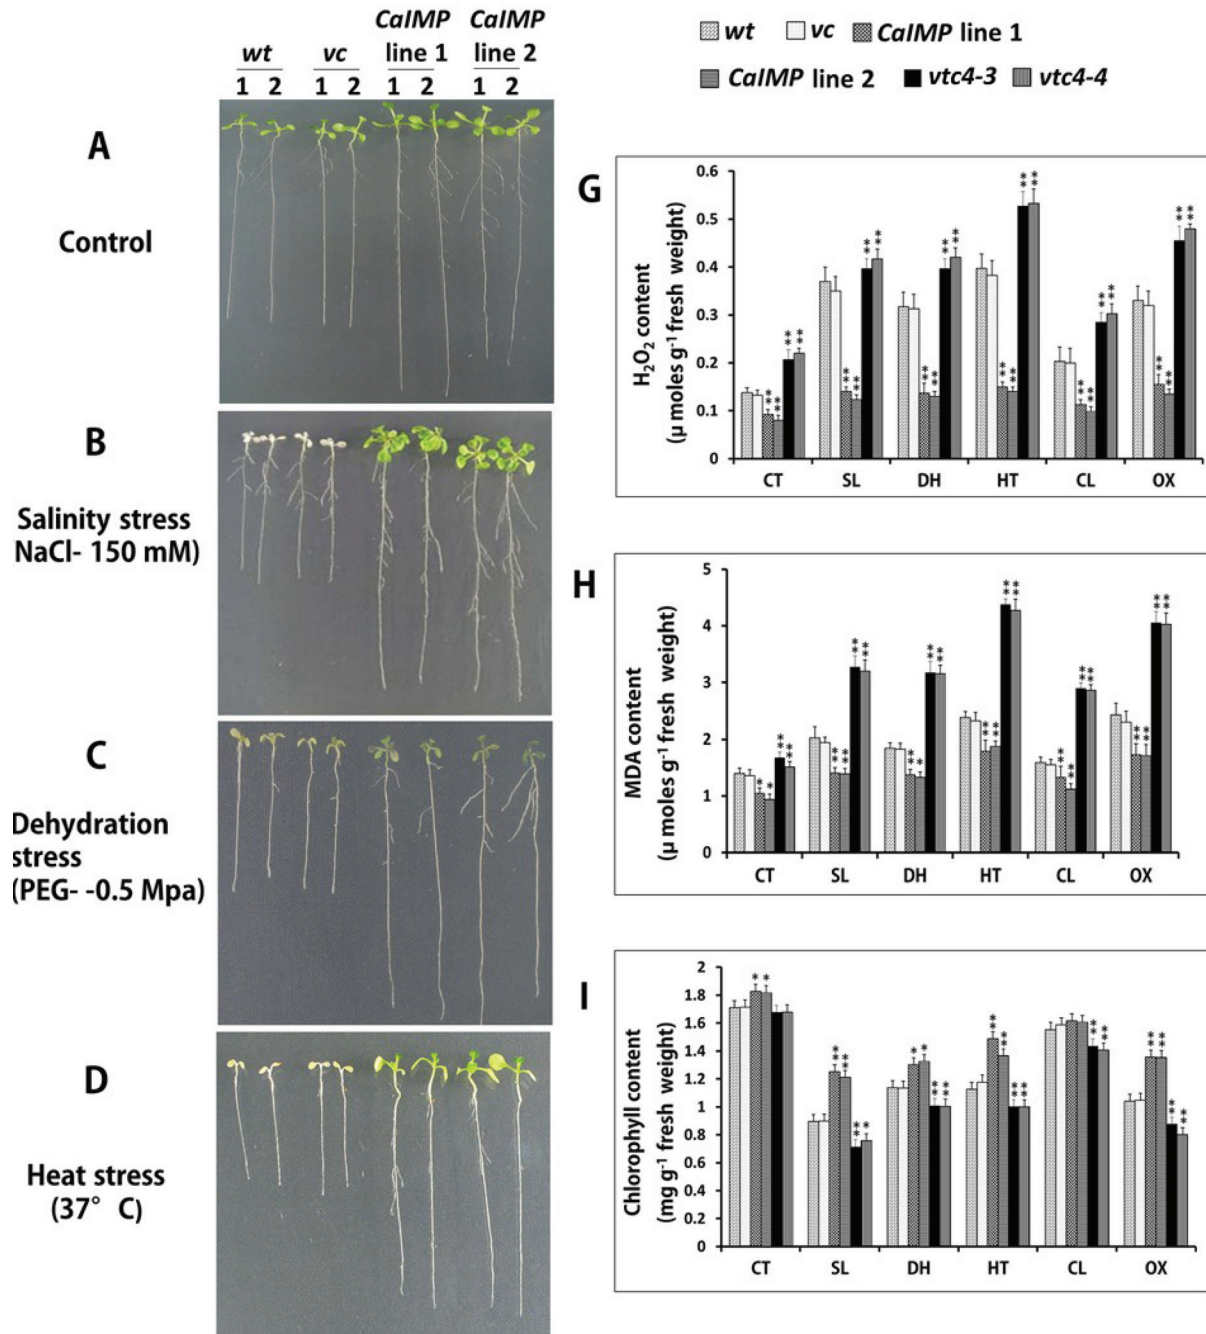 wt
vc
CaIMP
line 1
CaIMP
line 2
1 2 1 2 1 2 1 2
A
Control
B
Salinity stress
NaCl- 150 mM)
C
Dehydration
stress
(PEG- -0.5 Mpa)
D
Heat stress
(37° C)
wt vc CaIMP line 1
CaIMP line 2 vtc4-3 vtc4-4
G
H₂O₂ content
(µ moles g⁻¹ fresh weight)
0.6
0.5
0.4
0.3
0.2
0.1
0
CT SL DH HT CL OX
H
MDA content
(µ moles g⁻¹ fresh weight)
5
4
3
2
1
0
CT SL DH HT CL OX
I
Chlorophyll content
(mg g⁻¹ fresh weight)
2
1.8
1.6
1.4
1.2
1
0.8
0.6
0.4
0.2
0
CT SL DH HT CL OX